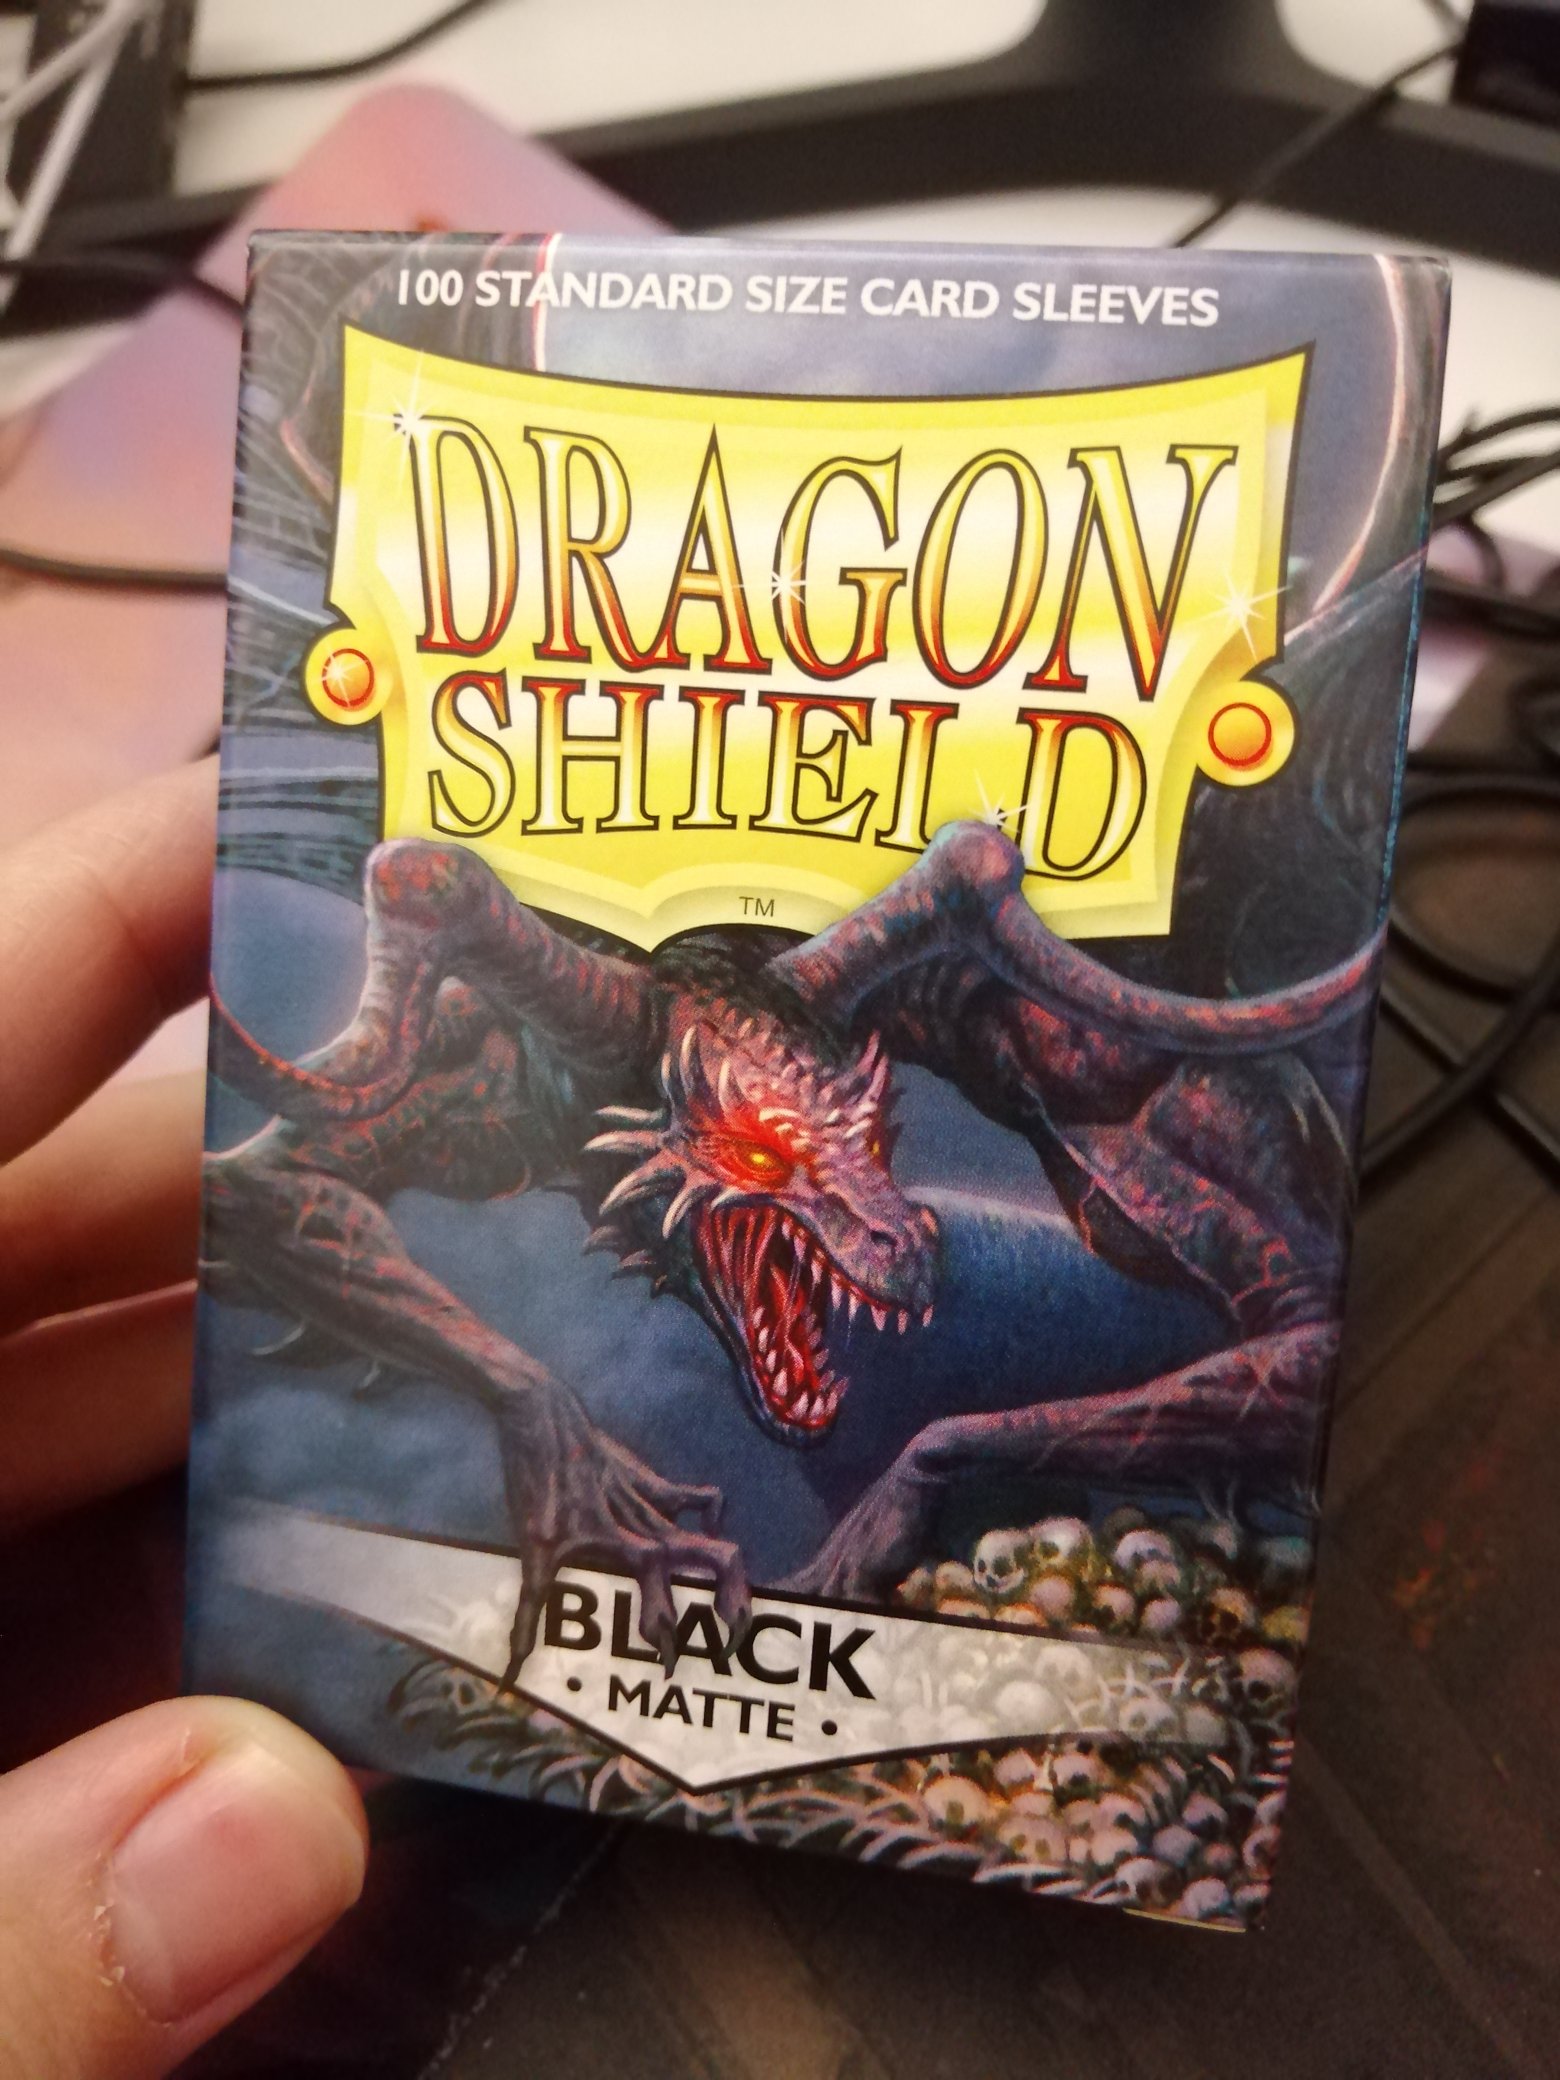 100 STANDARD SIZE CARD SLEEVES
DRAGON
SHIELD
TM
BLACK
• MATTE •